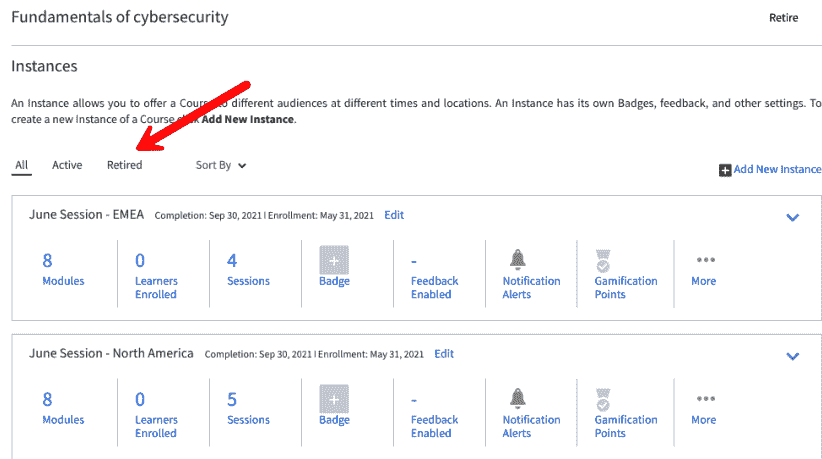 Fundamentals of cybersecurity
Retire
Instances
An Instance allows you to offer a Cour to different audiences at different times and locations. An Instance has its own Badges, feedback, and other settings. To
create a new Instance of a Course Add New Instance.
All Active Retired Sort By
Add New Instance
June Session - EMEA Completion: Sep 30, 2021 I Enrollment: May 31, 2021 Edit
8 0 4 -
Modules Learners Sessions Badge Feedback Notification Gamification More
Enrolled Enabled Alerts Points
June Session - North America Completion: Sep 30, 2021 I Enrollment: May 31, 2021 Edit
8 0 5 -
Modules Learners Sessions Badge Feedback Notification Gamification More
Enrolled Enabled Alerts Points